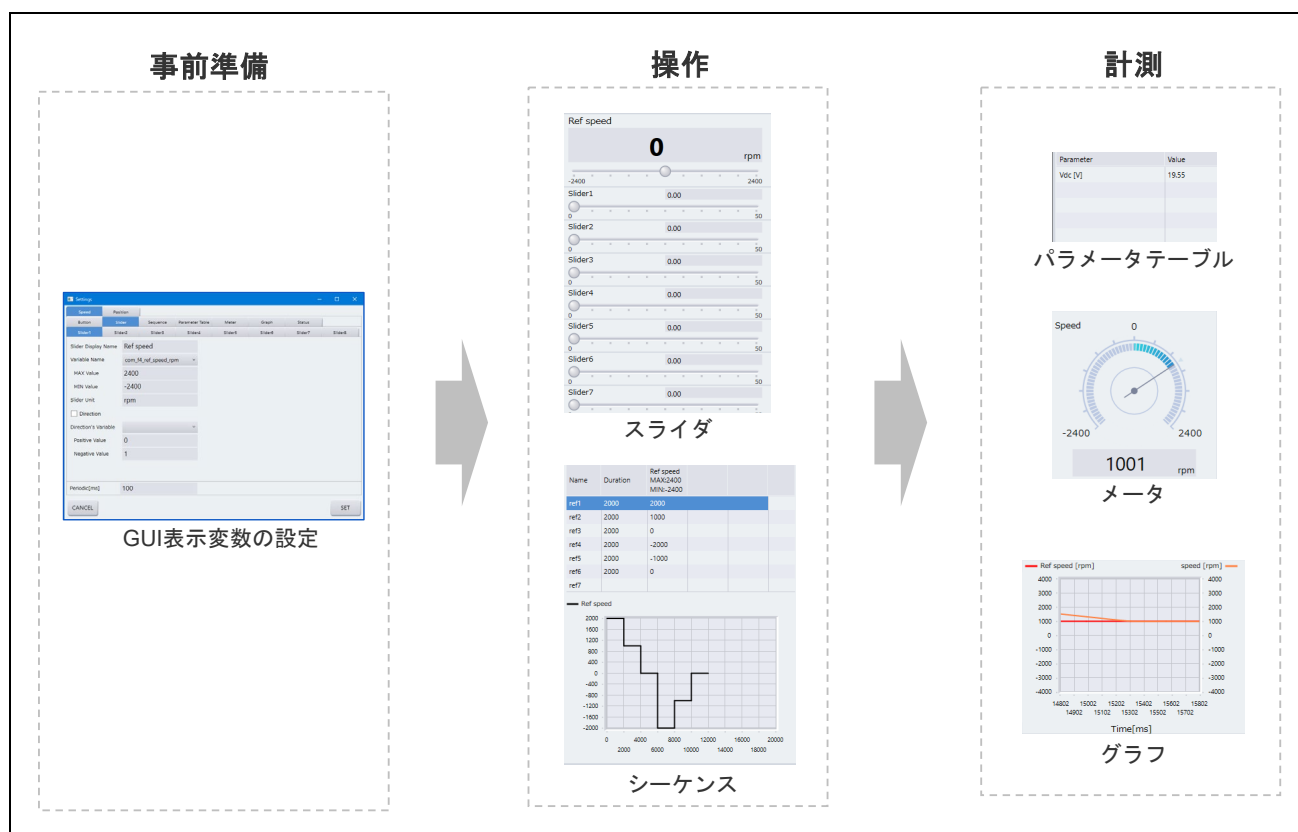 事前準備
Settings
Speed Position
Button Slider Sequence Parameter Table Meter Graph Status
Slider1 Slider2 Slider3 Slider4 Slider5 Slider6 Slider7 Slider8
Slider Display Name Ref speed
Variable Name com_f4_ref_speed_rpm
MAX Value 2400
MIN Value -2400
Slider Unit rpm
Direction
Direction's Variable
Positive Value 0
Negative Value 1
Periodic[ms] 100
CANCEL SET
GUI表示変数の設定
操作
Ref speed
0 rpm
-2400 2400
Slider1 0.00
0 50
Slider2 0.00
0 50
Slider3 0.00
0 50
Slider4 0.00
0 50
Slider5 0.00
0 50
Slider6 0.00
0 50
Slider7 0.00
0 50
スライダ
Name Duration Ref speed
MAX:2400
MIN:-2400
ref1 2000 2000
ref2 2000 1000
ref3 2000 0
ref4 2000 -2000
ref5 2000 -1000
ref6 2000 0
ref7
Ref speed
2000
1600
1200
800
400
0
-400
-800
-1200
-1600
-2000
0 4000 8000 12000 16000 20000
2000 6000 10000 14000 18000
シーケンス
計測
Parameter Value
Vdc [V] 19.55
パラメータテーブル
Speed 0
-2400 2400
1001 rpm
メータ
Ref speed [rpm] speed [rpm]
4000 4000
3000 3000
2000 2000
1000 1000
0 0
-1000 -1000
-2000 -2000
-3000 -3000
-4000 -4000
14802 15002 15202 15402 15602 15802
14902 15102 15302 15502 15702
Time[ms]
グラフ